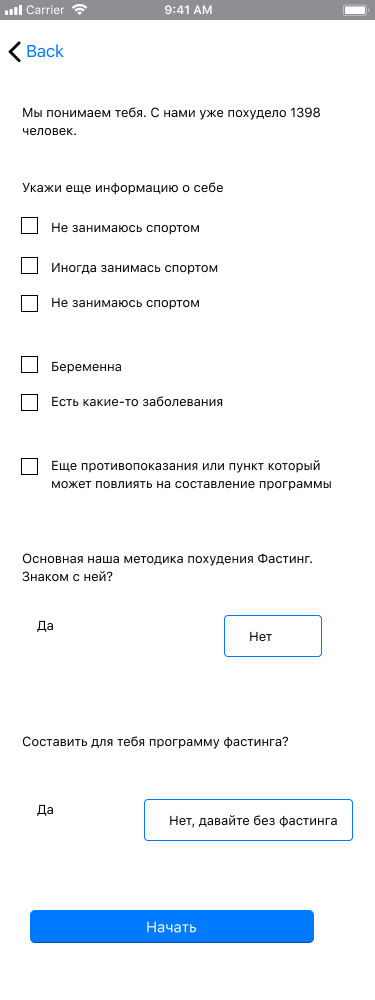 Carrier 9:41 AM
Back
Мы понимаем тебя. С нами уже похудело 1398
человек.
Укажи еще информацию о себе
Не занимаюсь спортом
Иногда занимась спортом
Не занимаюсь спортом
Беременна
Есть какие-то заболевания
Еще противопоказания или пункт который
может повлиять на составление программы
Основная наша методика похудения Фастинг.
Знаком с ней?
Да Нет
Составить для тебя программу фастинга?
Да Нет, давайте без фастинга
Начать